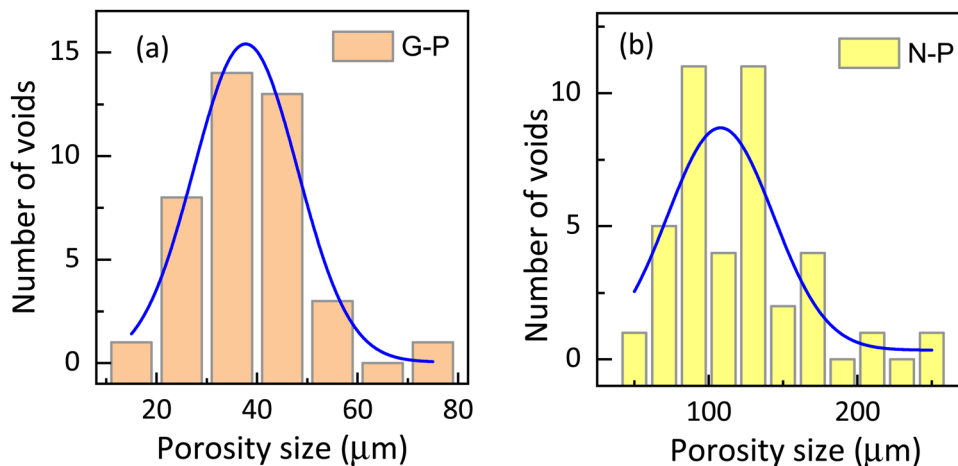 (a)
G-P
Number of voids
15
10
5
0
20 40 60 80
Porosity size (μm)
(b)
N-P
Number of voids
10
5
0
100 200
Porosity size (μm)